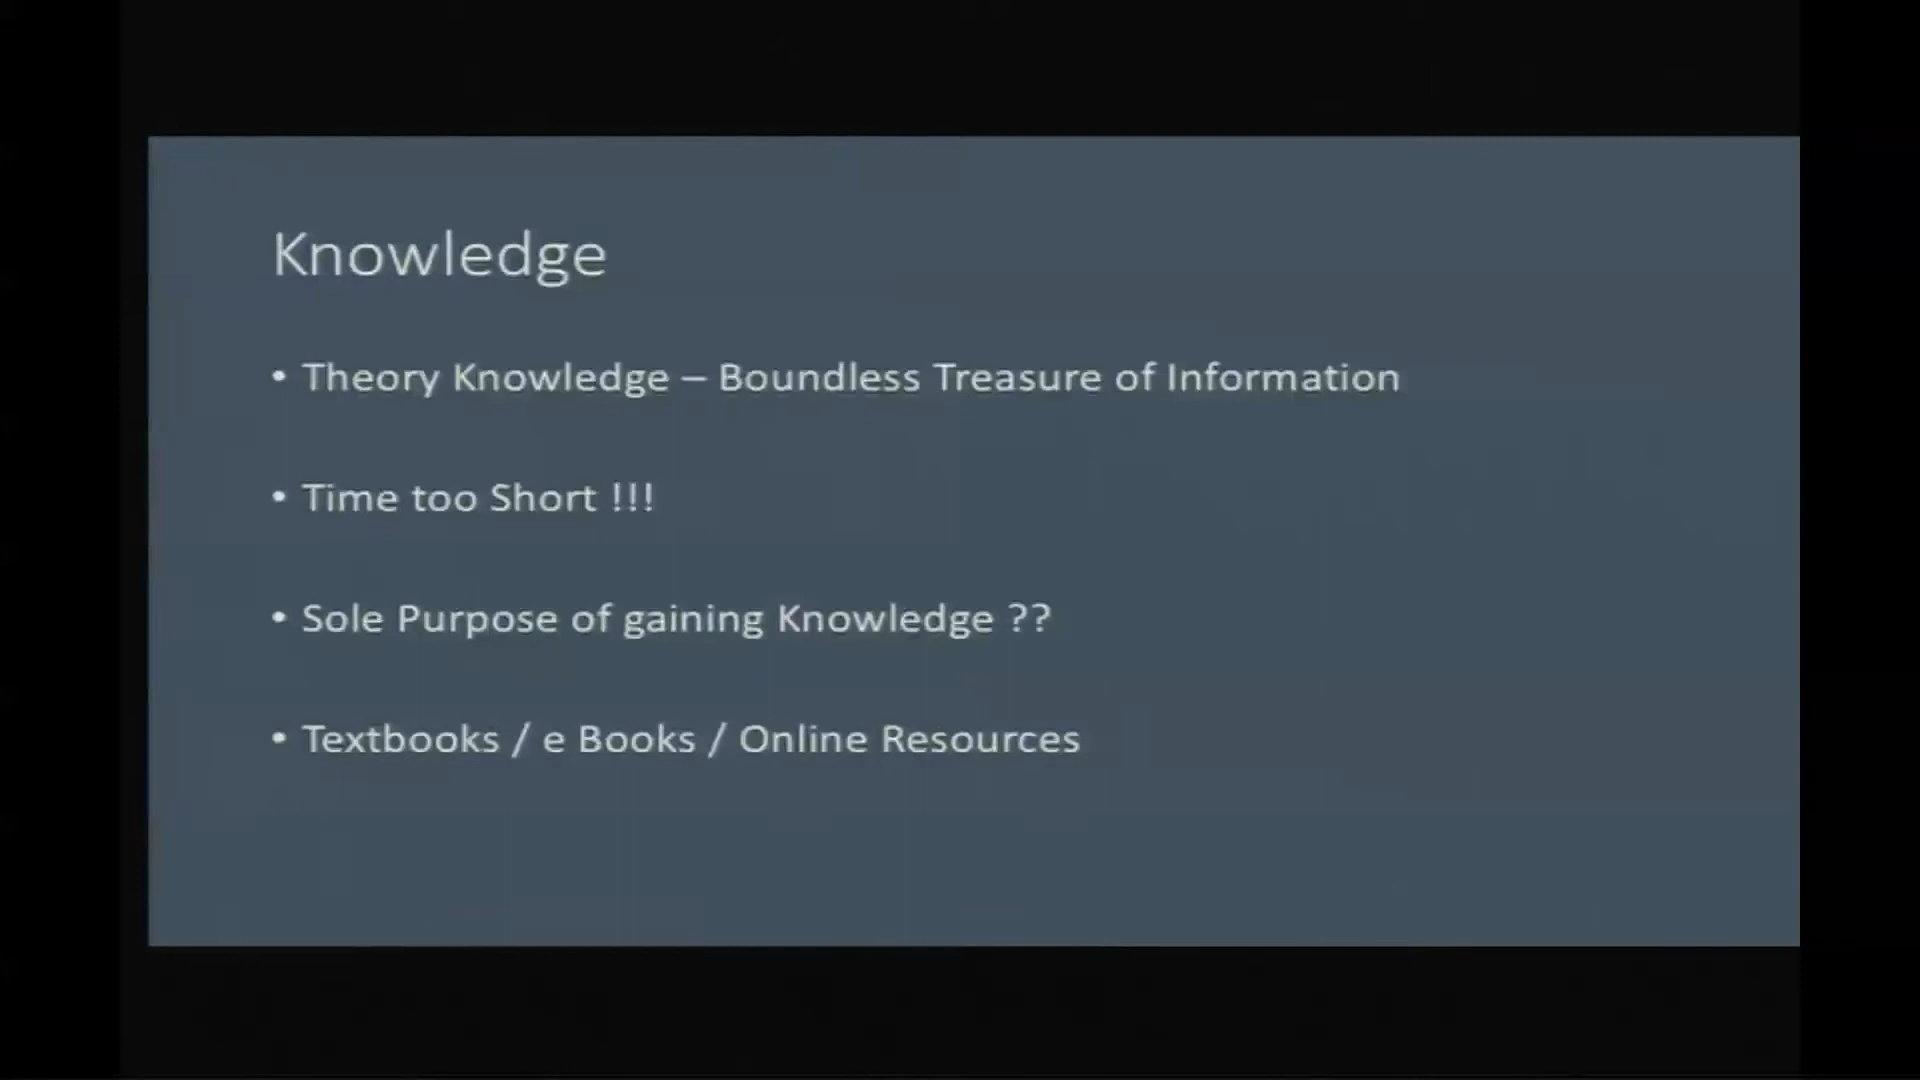 Knowledge
• Theory Knowledge – Boundless Treasure of Information
• Time too Short !!!
• Sole Purpose of gaining Knowledge ??
• Textbooks / e Books / Online Resources